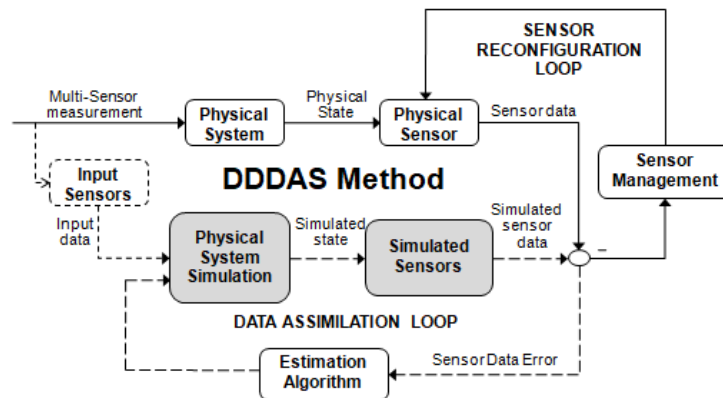 SENSOR
RECONFIGURATION
LOOP
Multi-Sensor
measurement
Physical
System
Physical
State
Physical
Sensor
Sensor data
Sensor
Management
Input
Sensors
DDDAS Method
Input
data
Physical
System
Simulation
Simulated
state
Simulated
Sensors
Simulated
sensor
data
–
DATA ASSIMILATION LOOP
Estimation
Algorithm
Sensor Data Error